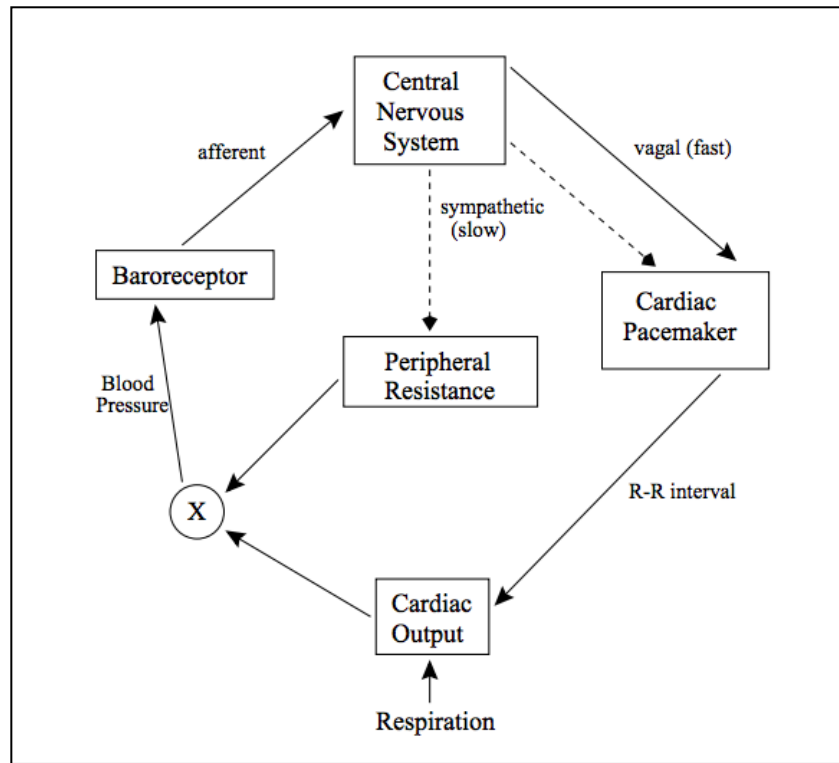 Central
Nervous
System
afferent
vagal (fast)
sympathetic
(slow)
Baroreceptor
Cardiac
Pacemaker
Peripheral
Resistance
Blood
Pressure
R-R interval
X
Cardiac
Output
Respiration